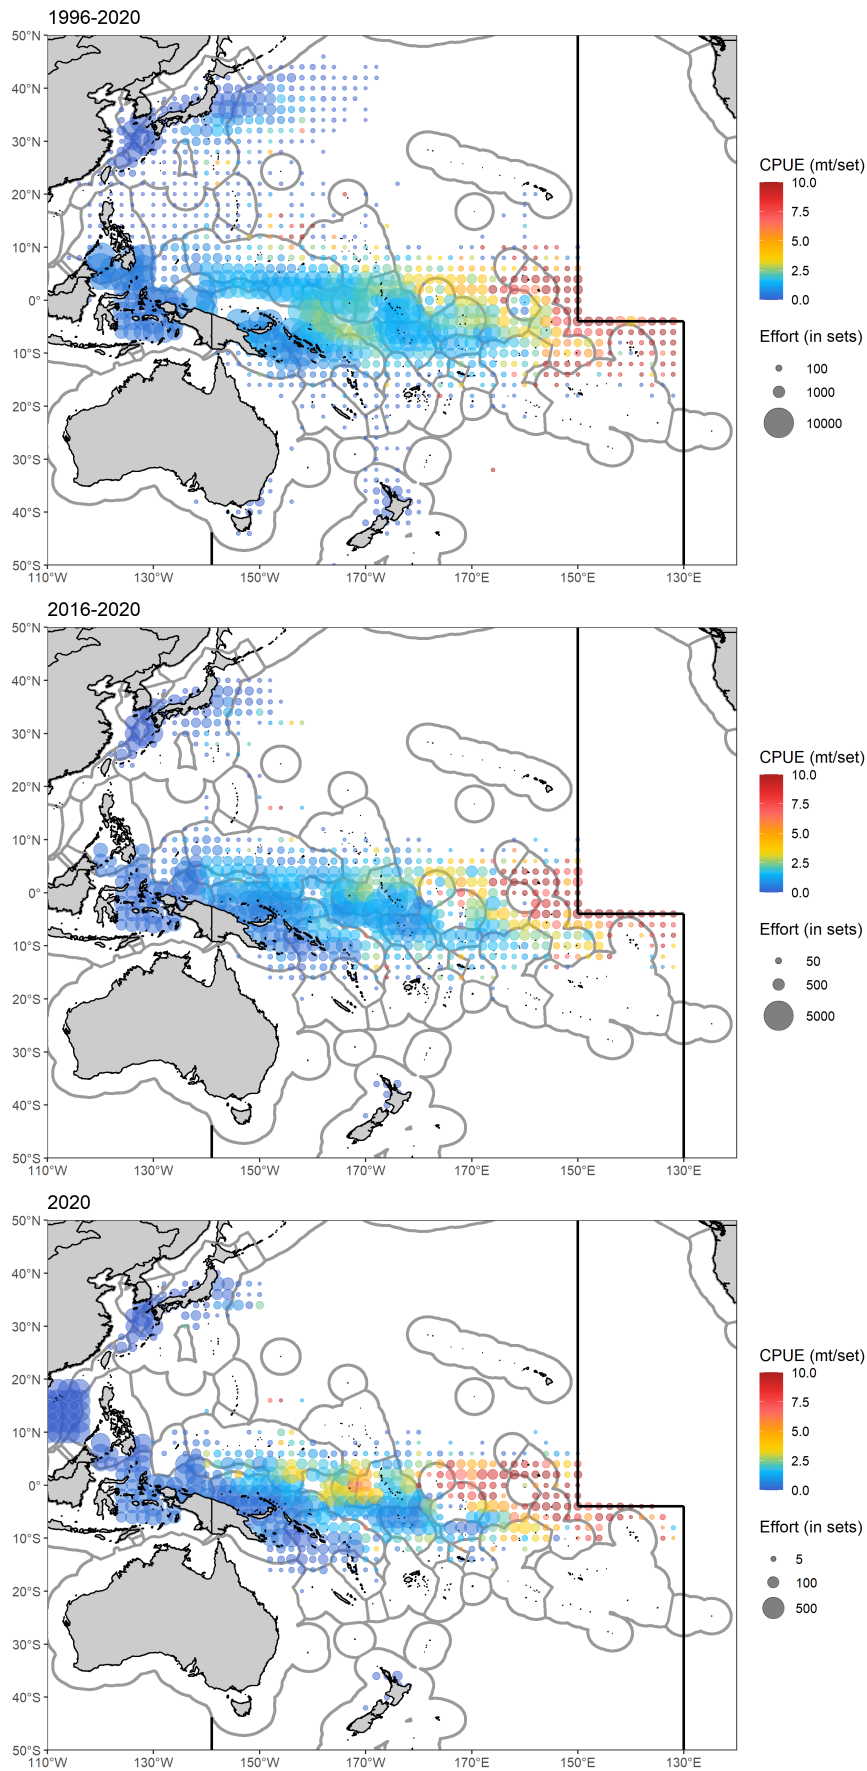 1996-2020
50°N
40°N
30°N
20°N
10°N
0°
10°S
20°S
30°S
40°S
50°S
110°W 130°W 150°W 170°W 170°E 150°E 130°E
CPUE (mt/set)
10.0
7.5
5.0
2.5
0.0
Effort (in sets)
100
1000
10000
2016-2020
50°N
40°N
30°N
20°N
10°N
0°
10°S
20°S
30°S
40°S
50°S
110°W 130°W 150°W 170°W 170°E 150°E 130°E
CPUE (mt/set)
10.0
7.5
5.0
2.5
0.0
Effort (in sets)
50
500
5000
2020
50°N
40°N
30°N
20°N
10°N
0°
10°S
20°S
30°S
40°S
50°S
110°W 130°W 150°W 170°W 170°E 150°E 130°E
CPUE (mt/set)
10.0
7.5
5.0
2.5
0.0
Effort (in sets)
5
100
500